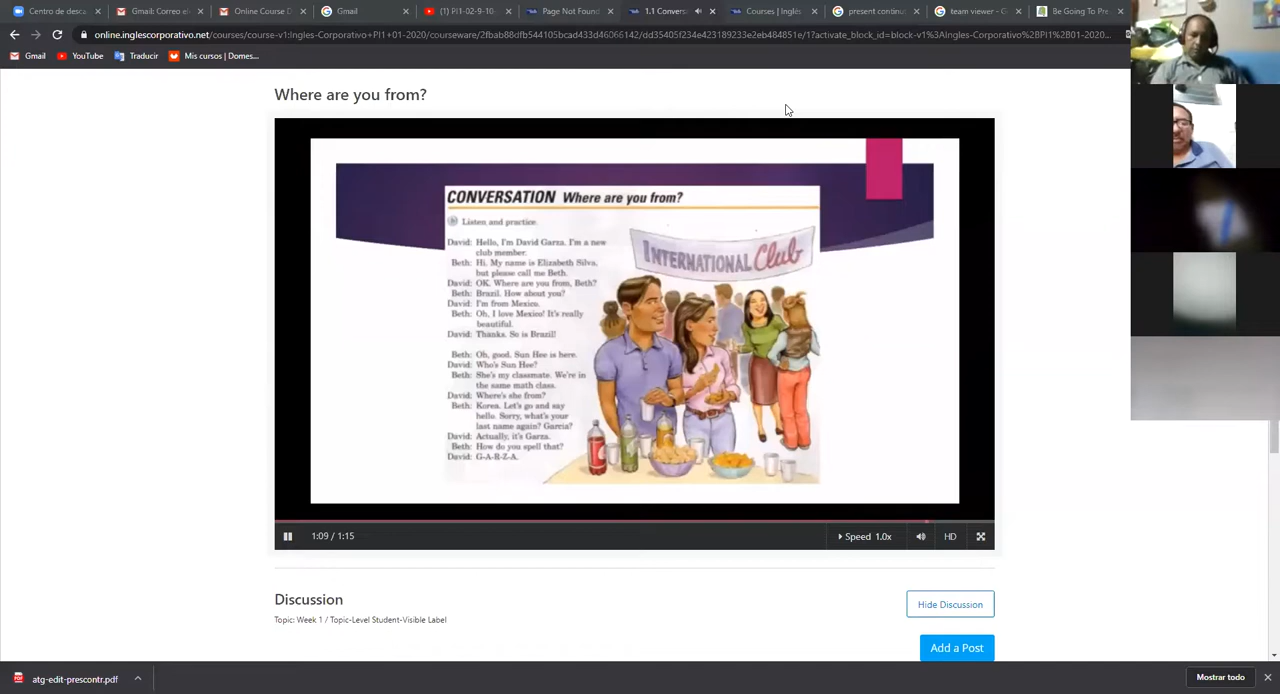 Centro de desca
Gmail: Correo el
Online Course D
Gmail
(1) PI1-02-9-10-
Page Not Found
1.1 Convers
Courses | Inglés
present continu
team viewer - G
Be Going To Pre
online.inglescorporativo.net/courses/course-v1:Ingles-Corporativo+PI1+01-2020/courseware/
Gmail
YouTube
Traducir
Mis cursos | Domes...
Where are you from?
CONVERSATION Where are you from?
Listen and practice.
David: Hello, I'm David Garza. I'm a new
club member.
Beth: Hi. My name is Elizabeth Silva,
but please call me Beth.
David: OK. Where are you from, Beth?
Beth: Brazil. How about you?
David: I'm from Mexico.
Beth: Oh, I love Mexico! It's really
beautiful.
David: Thanks. So is Brazil!
Beth: Oh, good. Sun Hee is here.
David: Who's Sun Hee?
Beth: She's my classmate. We're in
the same math class.
David: Where's she from?
Beth: Korea. Let's go and say
hello. Sorry, what's your
last name again? Garcia?
David: Actually, it's Garza.
Beth: How do you spell that?
David: G-A-R-Z-A.
INTERNATIONAL Club
1:09 / 1:15
Speed 1.0x
HD
Discussion
Hide Discussion
Topic: Week 1 / Topic-Level Student-Visible Label
Add a Post
atg-edit-prescontr.pdf
Mostrar todo